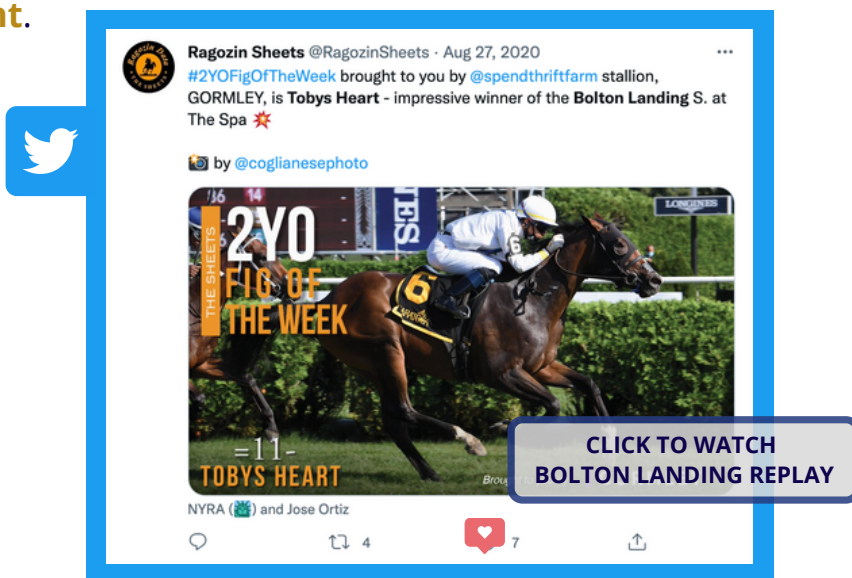 nt.
Ragozin Sheets @RagozinSheets · Aug 27, 2020 ...
#2YOFigOfTheWeek brought to you by @spendthriftfarm stallion,
GORMLEY, is Tobys Heart - impressive winner of the Bolton Landing S. at
The Spa 💥
📸 by @coglianesephoto
14
LONGINES
THE SHEETS
2YO
FIG OF
THE WEEK
6
6
=11-
TOBYS HEART
CLICK TO WATCH
BOLTON LANDING REPLAY
NYRA (🗽) and Jose Ortiz
4
7